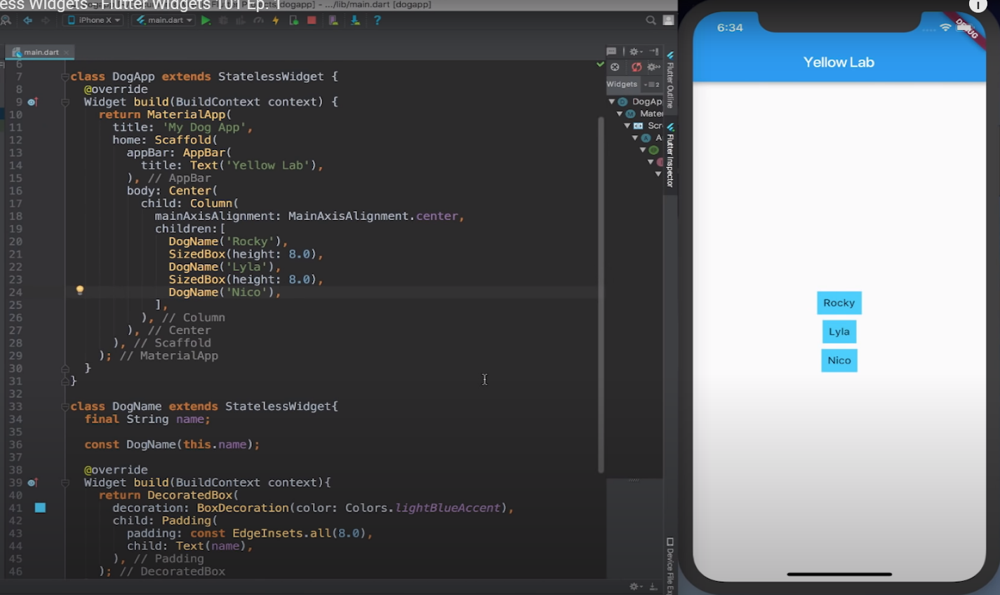 ess Widgets - Flutter Widgets 101 Ep. 1
dogapp] - .../lib/main.dart [dogapp]
iPhone X
main.dart
?
main.dart
6
7 class DogApp extends StatelessWidget {
8 @override
9 Widget build(BuildContext context) {
10 return MaterialApp(
11 title: 'My Dog App',
12 home: Scaffold(
13 appBar: AppBar(
14 title: Text('Yellow Lab'),
15 ), // AppBar
16 body: Center(
17 child: Column(
18 mainAxisAlignment: MainAxisAlignment.center,
19 children:[
20 DogName('Rocky'),
21 SizedBox(height: 8.0),
22 DogName('Lyla'),
23 SizedBox(height: 8.0),
24 DogName('Nico'),
25 ],
26 ), // Column
27 ), // Center
28 ), // Scaffold
29 ); // MaterialApp
30 }
31 }
32
33 class DogName extends StatelessWidget{
34 final String name;
35
36 const DogName(this.name);
37
38 @override
39 Widget build(BuildContext context){
40 return DecoratedBox(
41 decoration: BoxDecoration(color: Colors.lightBlueAccent),
42 child: Padding(
43 padding: const EdgeInsets.all(8.0),
44 child: Text(name),
45 ), // Padding
46 ); // DecoratedBox
Widgets
2
D DogAp
M Mate
Scr
A A
Flutter Outline
Flutter Inspector
Device File Ex
6:34
DEBUG
Yellow Lab
Rocky
Lyla
Nico